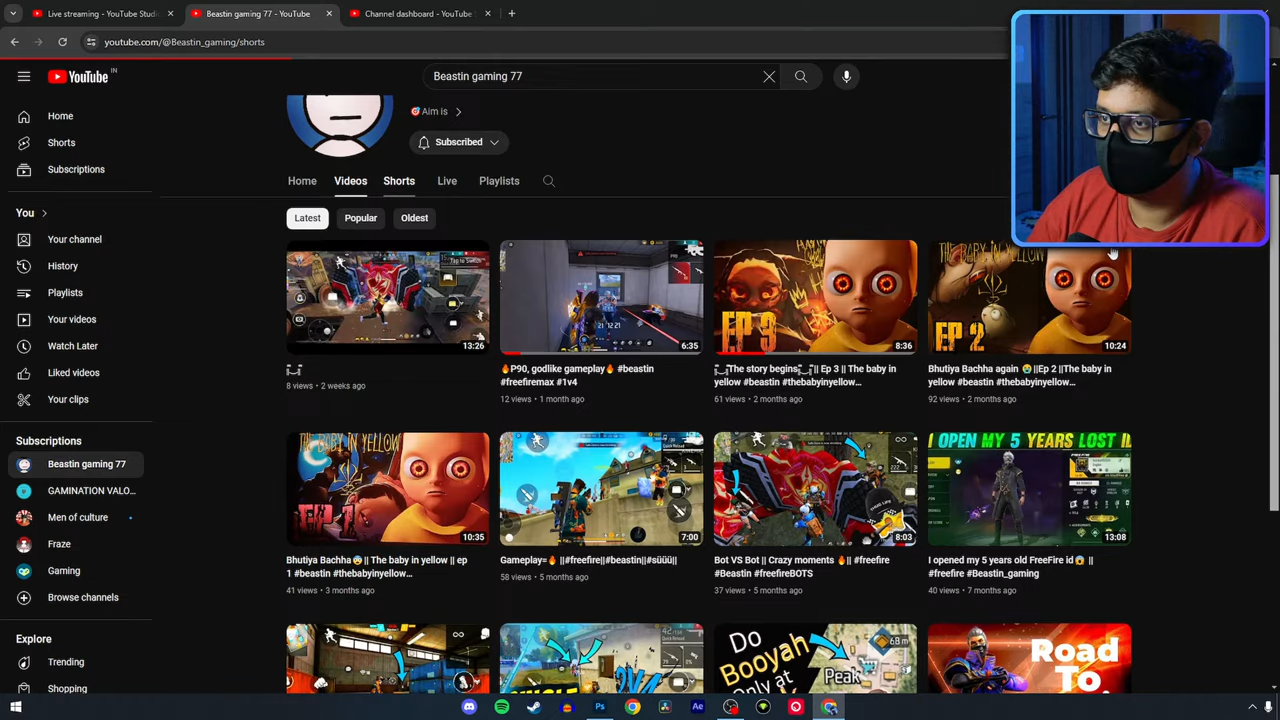 Live streaming - YouTube Studi
Beastin gaming 77 - YouTube
Channel dashboard - YouTube S
youtube.com/@Beastin_gaming/shorts
YouTube IN
Beastin gaming 77
Home
Shorts
Subscriptions
You
Your channel
History
Playlists
Your videos
Watch Later
Liked videos
Your clips
Subscriptions
Beastin gaming 77
GAMINATION VALO...
Men of culture
Fraze
Gaming
Browse channels
Explore
Trending
Shopping
🎯Aim is
Subscribed
Home
Videos
Shorts
Live
Playlists
Latest
Popular
Oldest
13:26
8 views • 2 weeks ago
6:35
🔥P90, godlike gameplay🔥 #beastin
#freefiremax #1v4
12 views • 1 month ago
EP 3
8:36
The story begins || Ep 3 || The baby in
yellow #beastin #thebabyinyellow...
61 views • 2 months ago
THE BABY IN YELLOW
EP 2
10:24
Bhutiya Bachha again 😭||Ep 2 ||The baby in
yellow #beastin #thebabyinyellow...
92 views • 2 months ago
THE BABY IN YELLOW
EP 1
10:35
Bhutiya Bachha😨|| The baby in yellow || ep
1 #beastin #thebabyinyellow...
41 views • 3 months ago
7:00
Gameplay=🔥 ||#freefire||#beastin||#süüü||
58 views • 5 months ago
8:03
Bot VS Bot || Crazy moments 🔥|| #freefire
#Beastin #freefireBOTS
37 views • 5 months ago
I OPEN MY 5 YEARS LOST
13:08
I opened my 5 years old FreeFire id😱 ||
#freefire #Beastin_gaming
40 views • 7 months ago
Do
Booyah
Only at
Peak
68 m
Road
To.